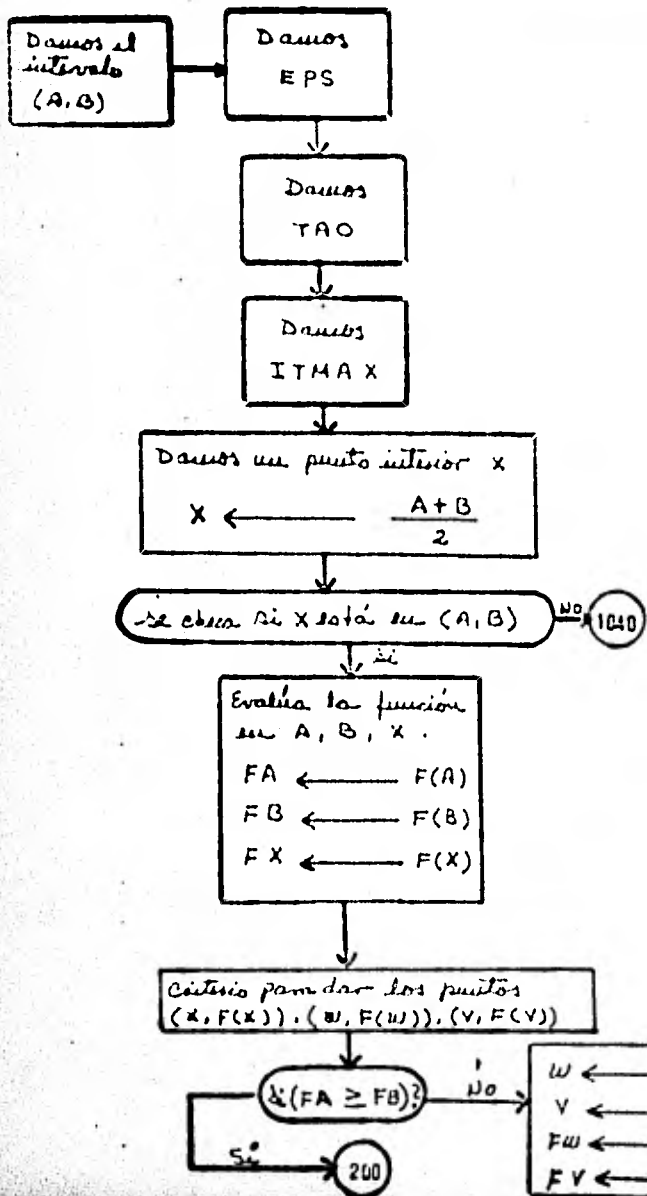 Damos el
intervalo
(A,B)
Damos
EPS
Damos
TAO
Damos
ITMAX
Damos un punto interior X
X ← A + B
2
se checa si X está en (A,B)
No
1040
si
Evalúa la función
en A, B, X.
FA ← F(A)
FB ← F(B)
FX ← F(X)
Criterio para dar los puntos
(X,F(X)), (W,F(W)), (V,F(V))
¿(FA ≥ FB)?
No
Si
200
W ←
V ←
FW ←
FV ←